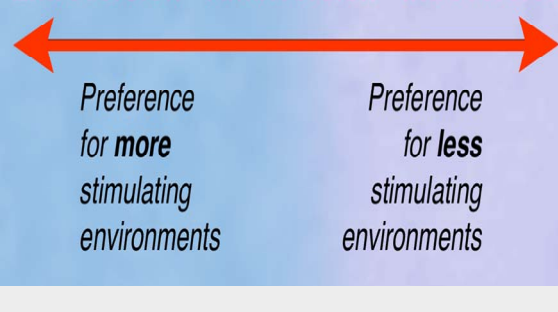 Preference
for more
stimulating
environments
Preference
for less
stimulating
environments